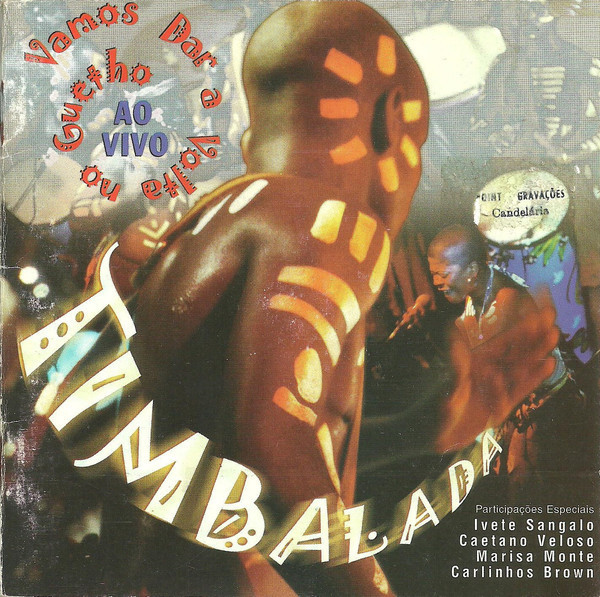 Vamos Dar a Volta no Guetho
AO
VIVO
GRAVAÇÕES
Candelária
TIMBALADA
Participações Especiais
Ivete Sangalo
Caetano Veloso
Marisa Monte
Carlinhos Brown